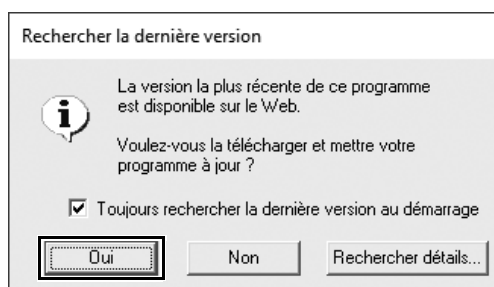 Rechercher la dernière version
La version la plus récente de ce programme
est disponible sur le Web.
Voulez-vous la télécharger et mettre votre
programme à jour ?
Toujours rechercher la dernière version au démarrage
Oui
Non
Rechercher détails...